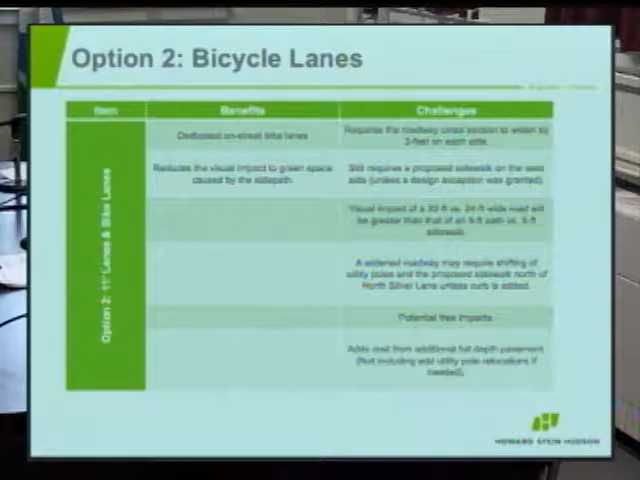 Option 2: Bicycle Lanes
Item
Benefits
Challenges
Option 2: 11' Lanes & Bike Lanes
Dedicated on-street bike lanes
Requires the roadway cross section to widen by
2-feet on each side.
Reduces the visual impact to green space
caused by the sidepath.
Still requires a proposed sidewalk on the west
side (unless a design exception was granted).
Visual impact of a 32-ft vs. 24-ft wide road will
be greater than that of an 8-ft path vs. 5-ft
sidewalk.
A widened roadway may require shifting of
utility poles and the proposed sidewalk north of
North Silver Lane unless curb is added.
Potential tree impacts
Adds cost from additional full depth pavement
(Not including add utility pole relocations if
needed).
HOWARD STEIN HUDSON